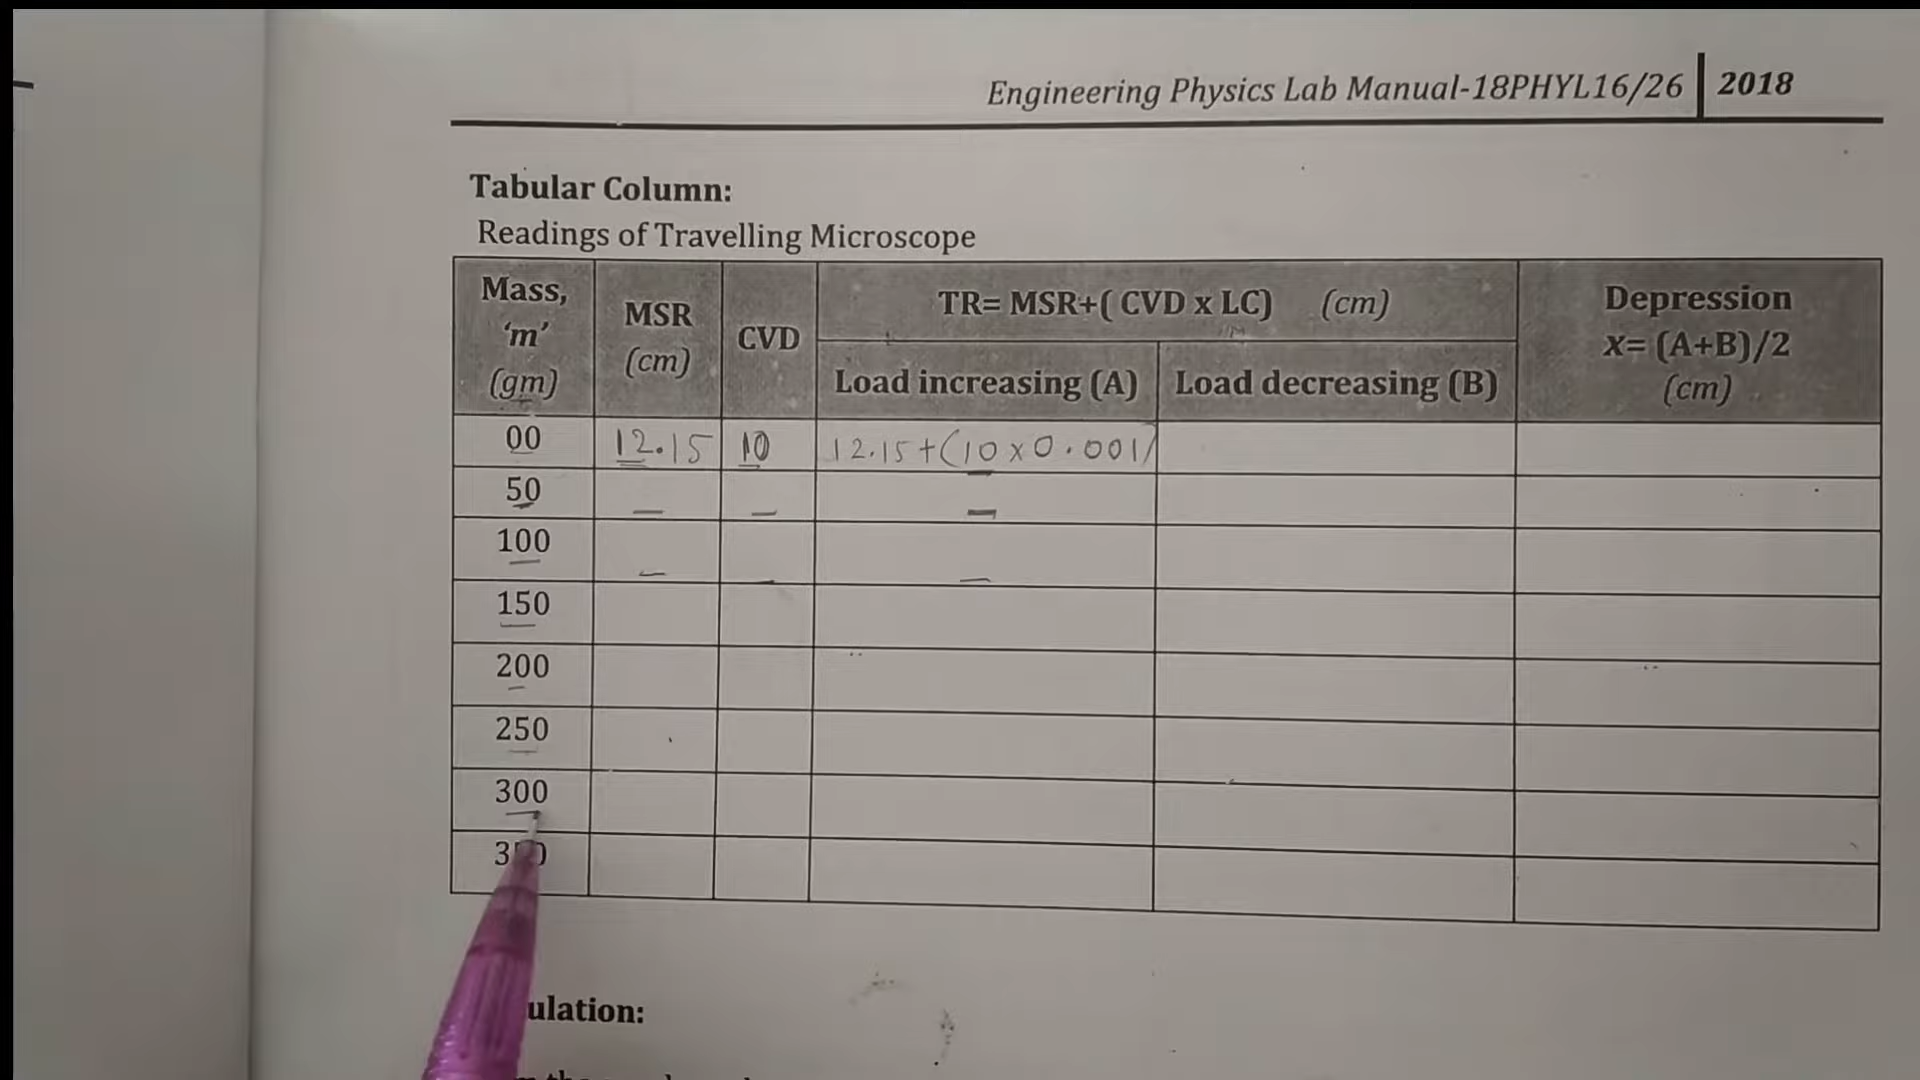 Engineering Physics Lab Manual-18PHYL16/26 2018
Tabular Column:
Readings of Travelling Microscope
Mass, 'm' (gm) MSR (cm) CVD TR= MSR+( CVD x LC) (cm) Depression x= (A+B)/2 (cm)
Load increasing (A) Load decreasing (B)
00 12.15 10 12.15+(10×0.001)
50 – – –
100 – – –
150
200
250
300
ulation: